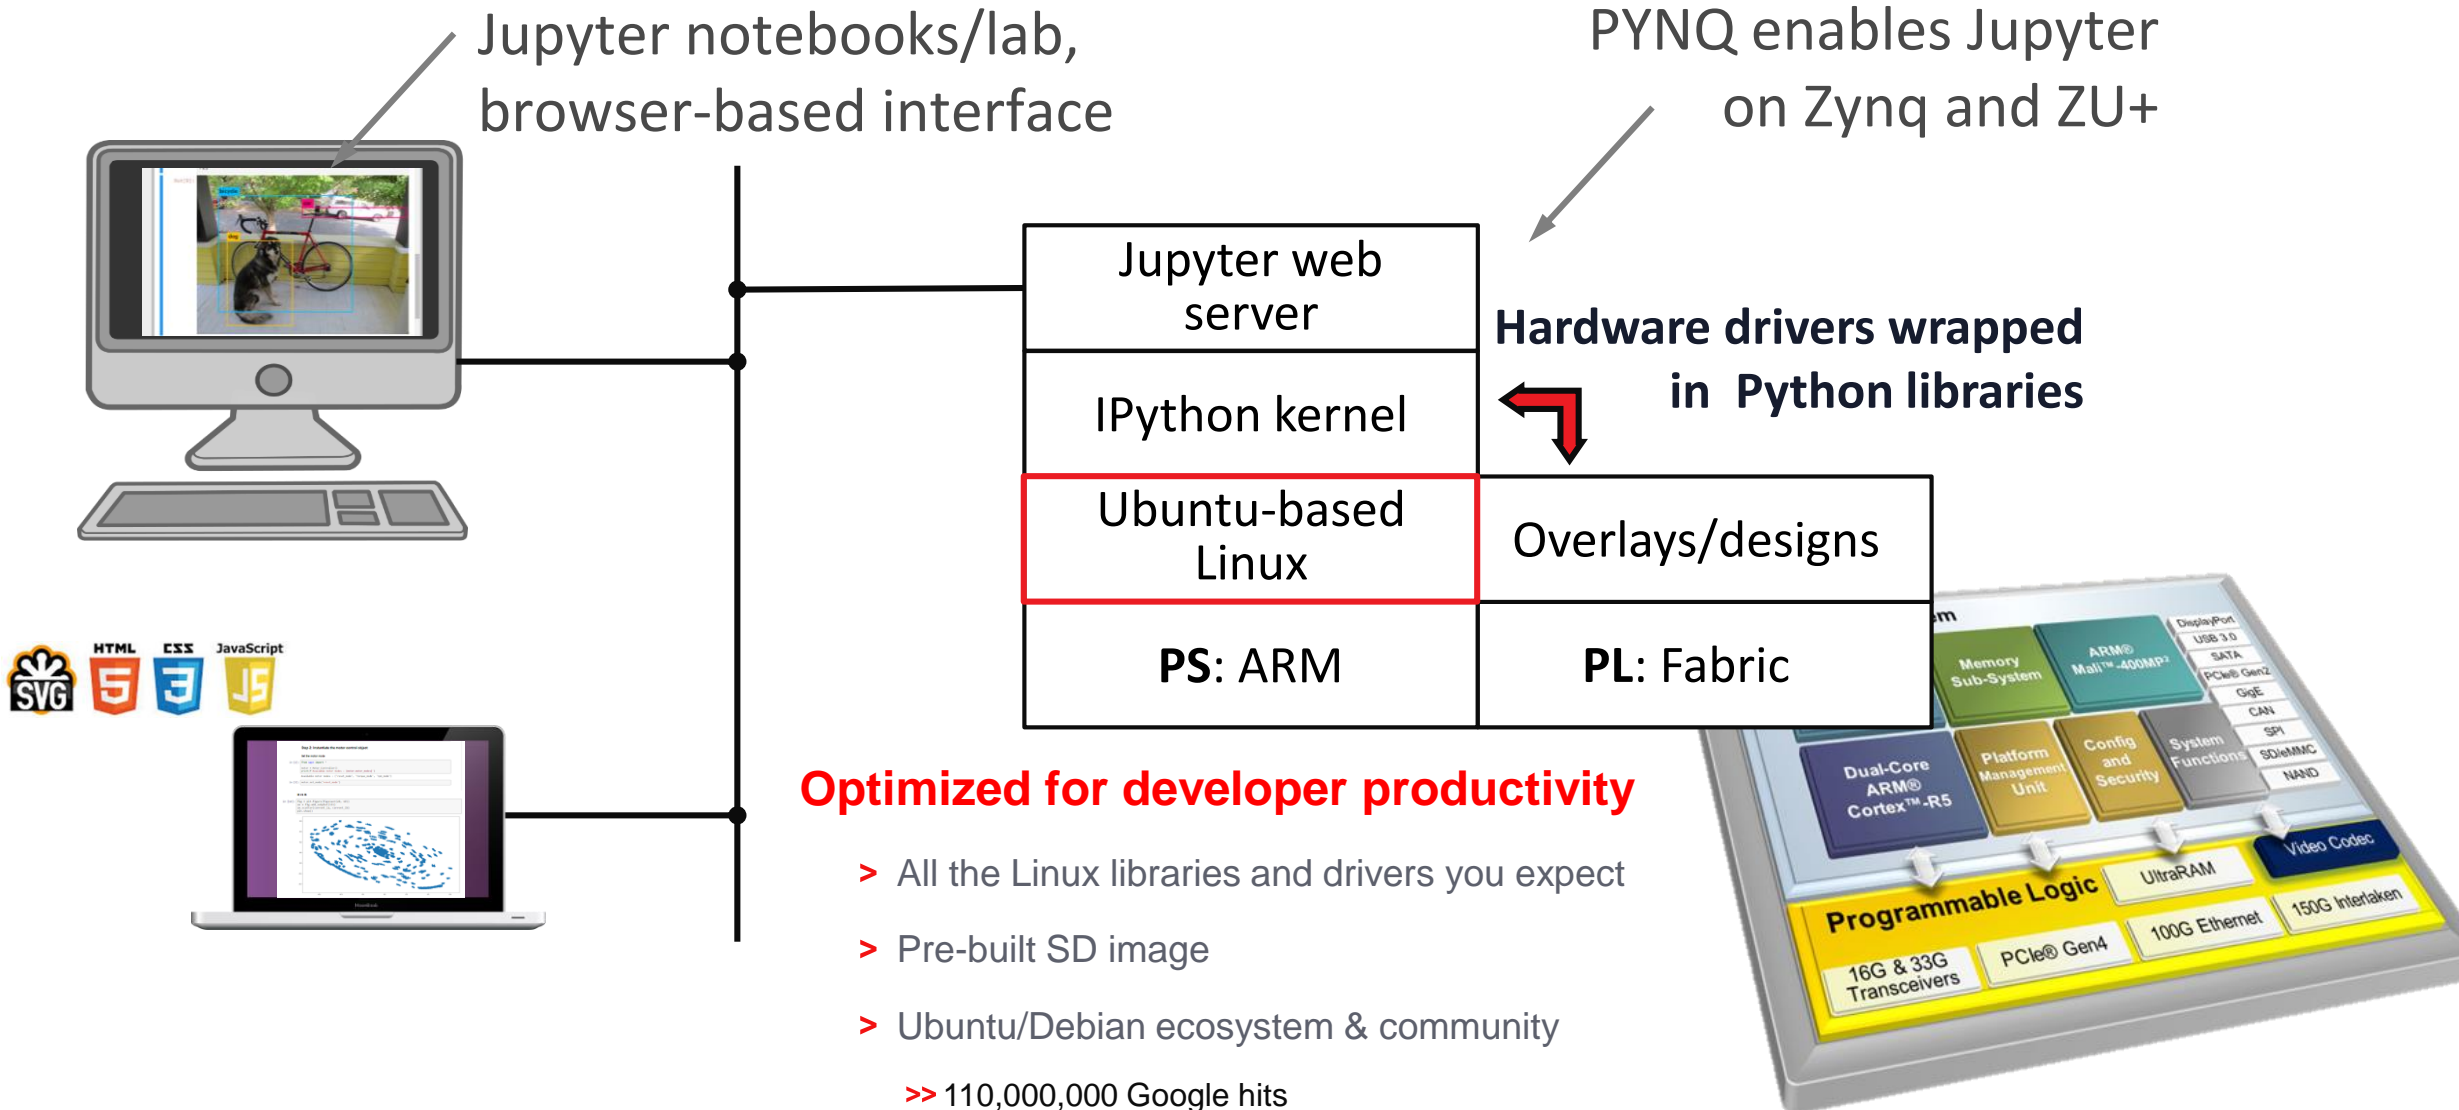 Jupyter notebooks/lab,
browser-based interface
PYNQ enables Jupyter
on Zynq and ZU+
bicycle
dog
Jupyter web
server
IPython kernel
Ubuntu-based
Linux
PS: ARM
Hardware drivers wrapped
in Python libraries
Overlays/designs
PL: Fabric
SVG
HTML
5
CSS
3
JavaScript
JS
Optimized for developer productivity
> All the Linux libraries and drivers you expect
> Pre-built SD image
> Ubuntu/Debian ecosystem & community
>> 110,000,000 Google hits
Memory
Sub-System
ARM®
Mali™-400MP²
DisplayPort
USB 3.0
SATA
PCIe® Gen2
GigE
CAN
SPI
SD/eMMC
NAND
Dual-Core
ARM®
Cortex™-R5
Platform
Management
Unit
Config
and
Security
System
Functions
Programmable Logic
UltraRAM
Video Codec
16G & 33G
Transceivers
PCIe® Gen4
100G Ethernet
150G Interlaken